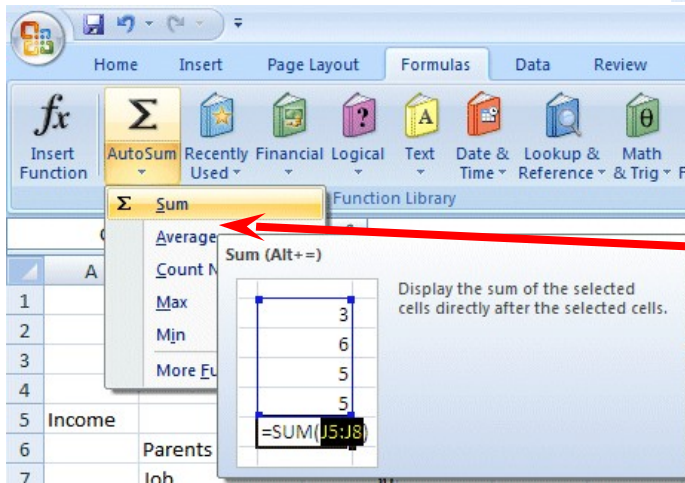 Home Insert Page Layout Formulas Data Review
fx Σ ? A θ
Insert AutoSum Recently Financial Logical Text Date & Lookup & Math
Function Used Time Reference & Trig
Function Library
Σ Sum
Average
Count N
Max
Min
More Fu
Sum (Alt+=)
Display the sum of the selected
cells directly after the selected cells.
3
6
5
5
=SUM(J5:J8)
A
1
2
3
4
5 Income
6 Parents
7 Job